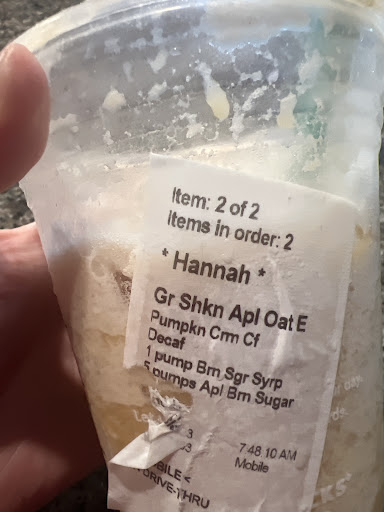 Item: 2 of 2
Items in order: 2
* Hannah *
Gr Shkn Apl Oat E
Pumpkn Crm Cf
Decaf
1 pump Brn Sgr Syrp
5 pumps Apl Brn Sugar
7:48:10 AM
Mobile
BILE <
DRIVE-THRU